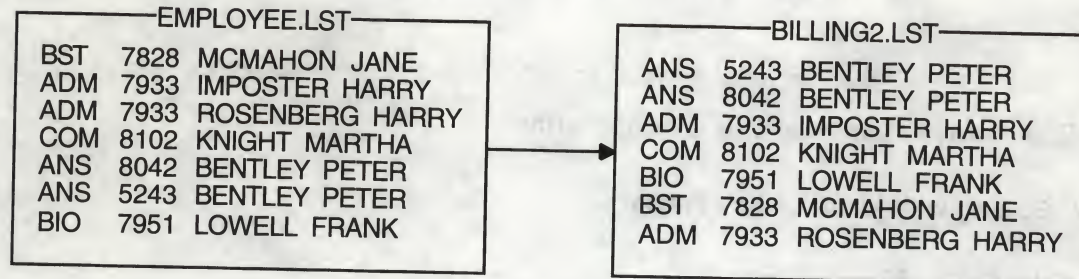 EMPLOYEE.LST
BST 7828 MCMAHON JANE
ADM 7933 IMPOSTER HARRY
ADM 7933 ROSENBERG HARRY
COM 8102 KNIGHT MARTHA
ANS 8042 BENTLEY PETER
ANS 5243 BENTLEY PETER
BIO 7951 LOWELL FRANK
BILLING2.LST
ANS 5243 BENTLEY PETER
ANS 8042 BENTLEY PETER
ADM 7933 IMPOSTER HARRY
COM 8102 KNIGHT MARTHA
BIO 7951 LOWELL FRANK
BST 7828 MCMAHON JANE
ADM 7933 ROSENBERG HARRY